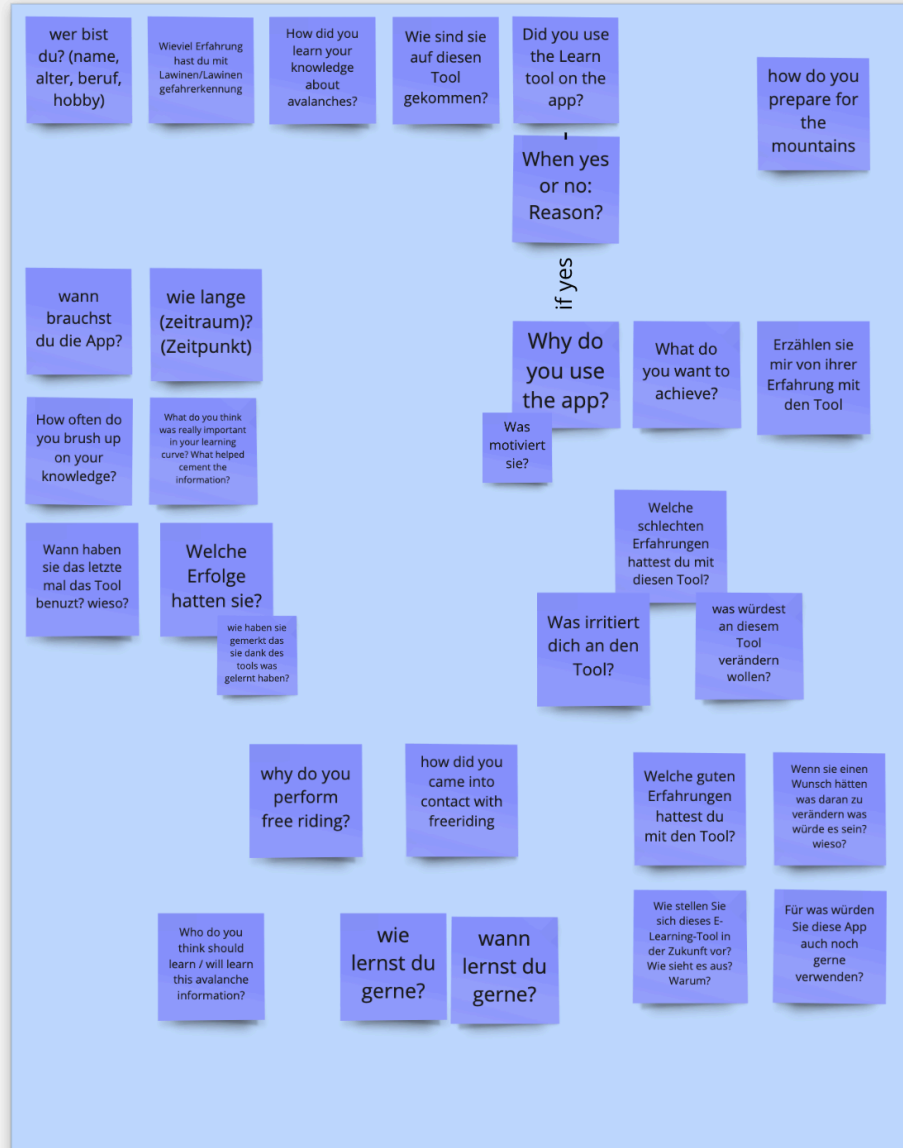 wer bist
du? (name,
alter, beruf,
hobby)
Wieviel Erfahrung
hast du mit
Lawinen/Lawinen
gefahrerkennung
How did you
learn your
knowledge
about
avalanches?
Wie sind sie
auf diesen
Tool
gekommen?
Did you use
the Learn
tool on the
app?
how do you
prepare for
the
mountains
-
When yes
or no:
Reason?
if yes
wann
brauchst
du die App?
wie lange
(zeitraum)?
(Zeitpunkt)
Why do
you use
the app?
What do
you want to
achieve?
Erzählen sie
mir von ihrer
Erfahrung mit
den Tool
Was
motiviert
sie?
How often do
you brush up
on your
knowledge?
What do you think
was really important
in your learning
curve? What helped
cement the
information?
Wann haben
sie das letzte
mal das Tool
benuzt? wieso?
Welche
Erfolge
hatten sie?
wie haben sie
gemerkt das
sie dank des
tools was
gelernt haben?
Welche
schlechten
Erfahrungen
hattest du mit
diesen Tool?
Was irritiert
dich an den
Tool?
was würdest
an diesem
Tool
verändern
wollen?
why do you
perform
free riding?
how did you
came into
contact with
freeriding
Welche guten
Erfahrungen
hattest du
mit den Tool?
Wenn sie einen
Wunsch hätten
was daran zu
verändern was
würde es sein?
wieso?
Who do you
think should
learn / will learn
this avalanche
information?
wie
lernst du
gerne?
wann
lernst du
gerne?
Wie stellen Sie
sich dieses E-
Learning-Tool in
der Zukunft vor?
Wie sieht es aus?
Warum?
Für was würden
Sie diese App
auch noch
gerne
verwenden?